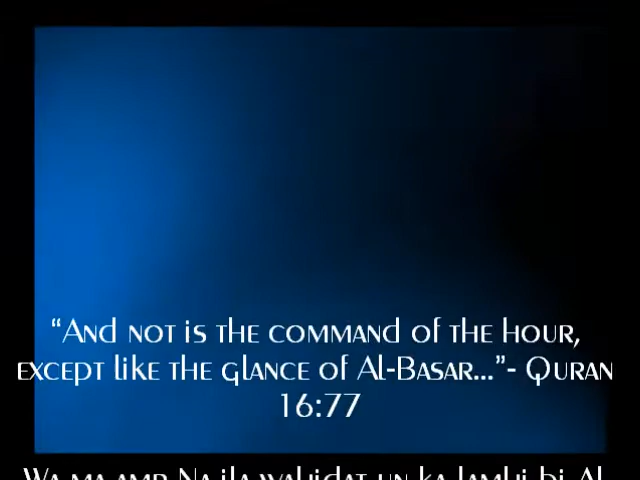 “And not is the command of the hour,
except like the glance of Al-Basar...”- Quran
16:77
Wa ma amr Na ila wahidat un ka lamhi bi Al